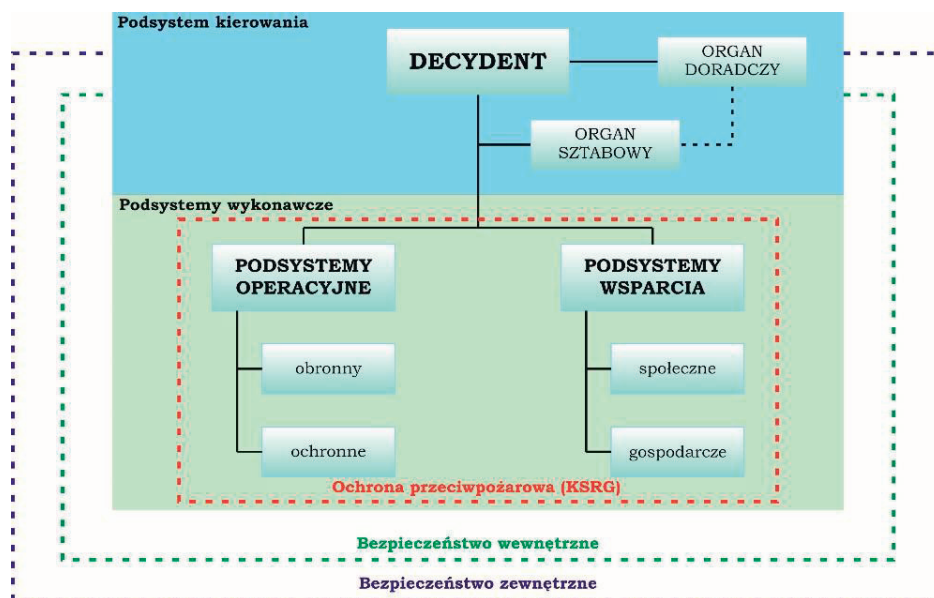 Podsystem kierowania
DECYDENT
ORGAN
DORADCZY
ORGAN
SZTABOWY
Podsystemy wykonawcze
PODSYSTEMY
OPERACYJNE
PODSYSTEMY
WSPARCIA
obronny
społeczne
ochronne
gospodarcze
Ochrona przeciwpożarowa (KSRG)
Bezpieczeństwo wewnętrzne
Bezpieczeństwo zewnętrzne